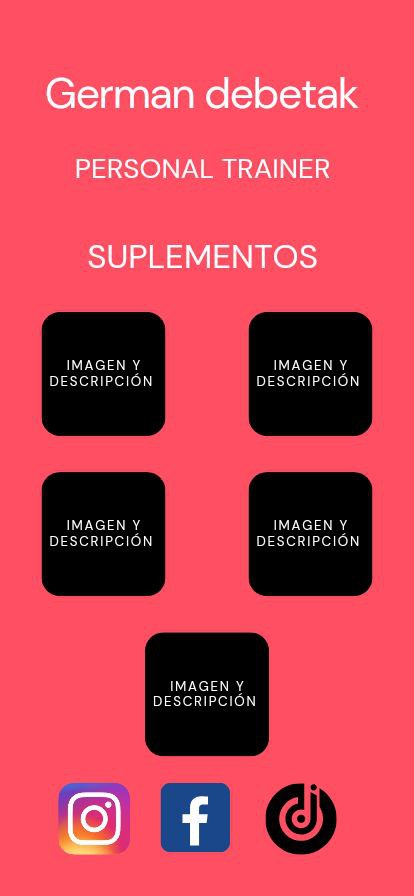 German debetak
PERSONAL TRAINER
SUPLEMENTOS
IMAGEN Y
DESCRIPCIÓN
IMAGEN Y
DESCRIPCIÓN
IMAGEN Y
DESCRIPCIÓN
IMAGEN Y
DESCRIPCIÓN
IMAGEN Y
DESCRIPCIÓN